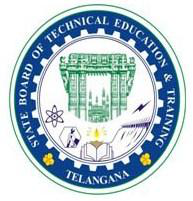 STATE BOARD OF TECHNICAL EDUCATION & TRAINING
TELANGANA